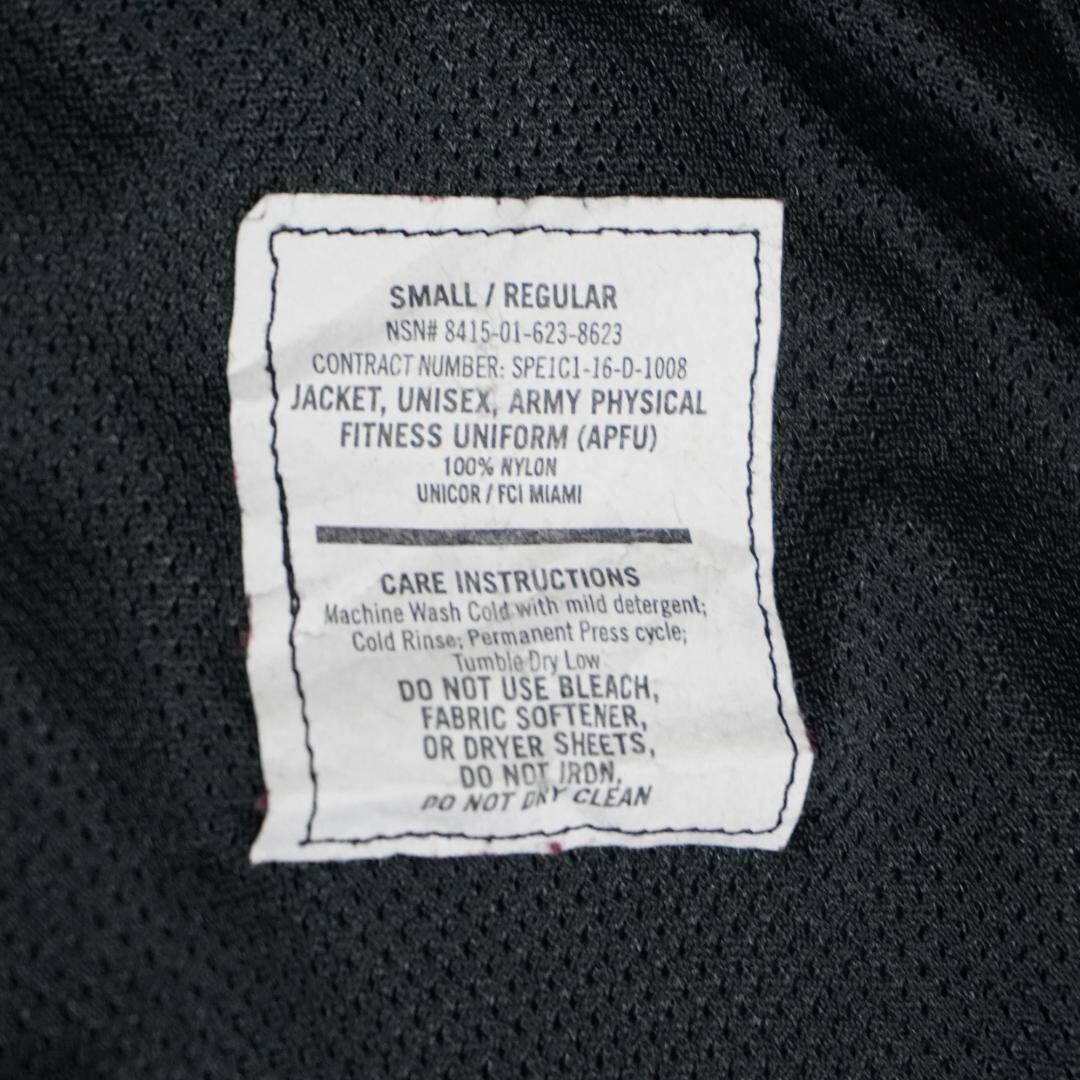 SMALL / REGULAR
NSN# 8415-01-623-8623
CONTRACT NUMBER: SPE1C1-16-D-1008
JACKET, UNISEX, ARMY PHYSICAL
FITNESS UNIFORM (APFU)
100% NYLON
UNICOR / FCI MIAMI
CARE INSTRUCTIONS
Machine Wash Cold with mild detergent;
Cold Rinse; Permanent Press cycle;
Tumble Dry Low
DO NOT USE BLEACH,
FABRIC SOFTENER,
OR DRYER SHEETS,
DO NOT IRON,
DO NOT DRY CLEAN